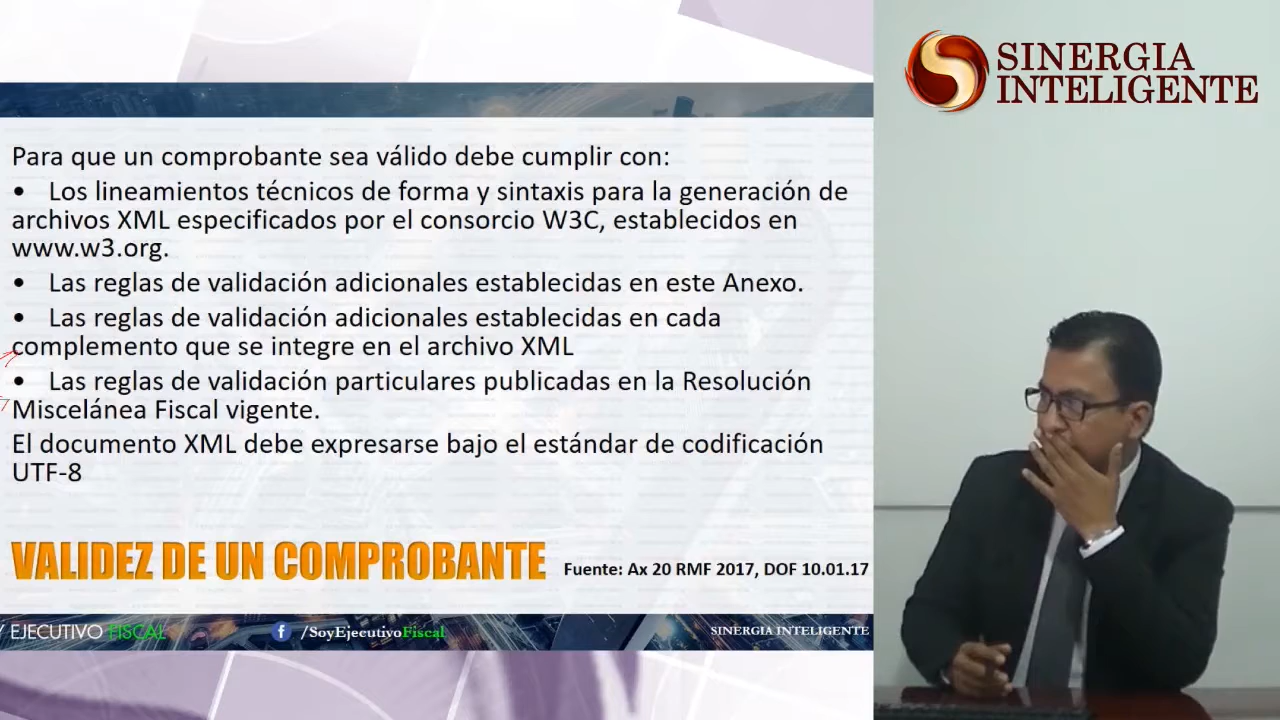 SINERGIA
INTELIGENTE
Para que un comprobante sea válido debe cumplir con:
• Los lineamientos técnicos de forma y sintaxis para la generación de
archivos XML especificados por el consorcio W3C, establecidos en
www.w3.org.
• Las reglas de validación adicionales establecidas en este Anexo.
• Las reglas de validación adicionales establecidas en cada
complemento que se integre en el archivo XML
• Las reglas de validación particulares publicadas en la Resolución
Miscelánea Fiscal vigente.
El documento XML debe expresarse bajo el estándar de codificación
UTF-8
VALIDEZ DE UN COMPROBANTE Fuente: Ax 20 RMF 2017, DOF 10.01.17
Y EJECUTIVO FISCAL /SoyEjecutivoFiscal SINERGIA INTELIGENTE